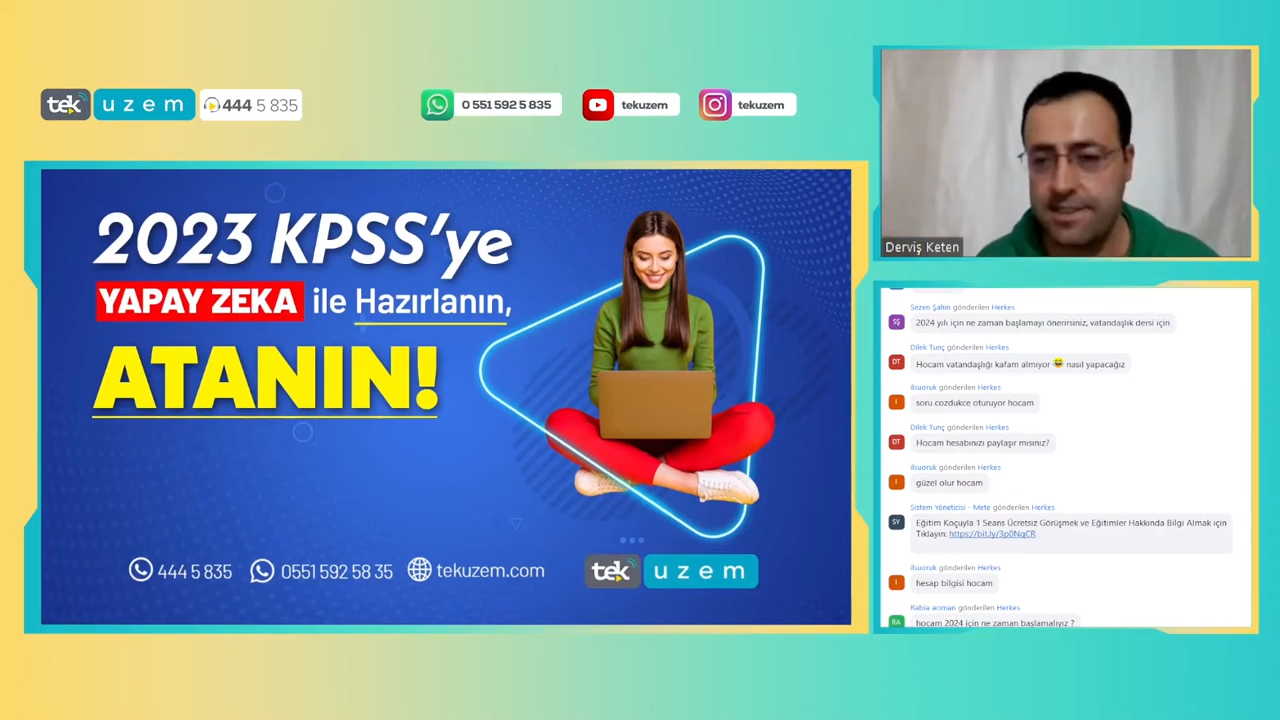 tek uzem 444 5 835
0 551 592 5 835
tekuzem
tekuzem
2023 KPSS'ye
YAPAY ZEKA ile Hazırlanın,
ATANIN!
444 5 835
0551 592 58 35
tekuzem.com
tek uzem
Derviş Keten
Sezen Şahin gönderilen Herkes
SŞ
2024 yılı için ne zaman başlamayı önerirsiniz, vatandaşlık dersi için
Dilek Tunç gönderilen Herkes
DT
Hocam vatandaşlığı kafam almıyor 😅 nasıl yapacağız
ilsuoruk gönderilen Herkes
I
soru cozdukce oturuyor hocam
Dilek Tunç gönderilen Herkes
DT
Hocam hesabınızı paylaşır mısınız?
ilsuoruk gönderilen Herkes
I
güzel olur hocam
Sistem Yöneticisi - Mete gönderilen Herkes
SY
Eğitim Koçuyla 1 Seans Ücretsiz Görüşmek ve Eğitimler Hakkında Bilgi Almak için
Tıklayın: https://bit.ly/3p0NqCR
ilsuoruk gönderilen Herkes
I
hesap bilgisi hocam
Rabia acıman gönderilen Herkes
RA
hocam 2024 için ne zaman başlamalıyız ?